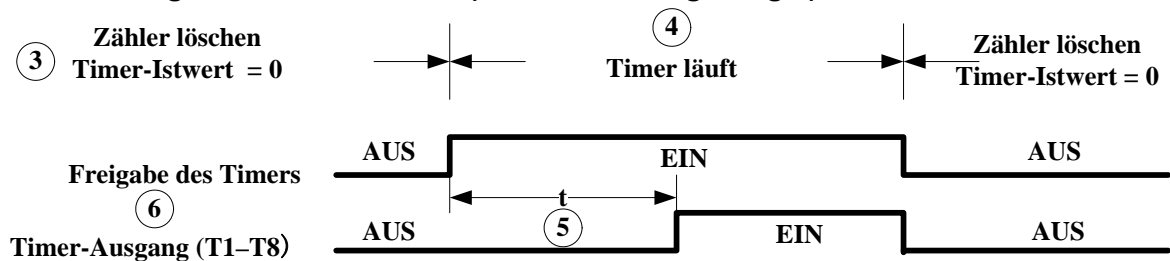 ④
Zähler löschen
③ Timer-Istwert = 0
Timer läuft
Zähler löschen
Timer-Istwert = 0
AUS EIN AUS
Freigabe des Timers
t
⑥ ⑤
AUS EIN AUS
Timer-Ausgang (T1–T8)